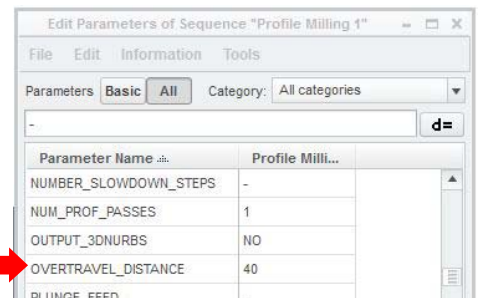 Edit Parameters of Sequence "Profile Milling 1"
File Edit Information Tools
Parameters Basic All Category: All categories
- d=
Parameter Name Profile Milli...
NUMBER_SLOWDOWN_STEPS -
NUM_PROF_PASSES 1
OUTPUT_3DNURBS NO
OVERTRAVEL_DISTANCE 40
PLUNGE_FEED